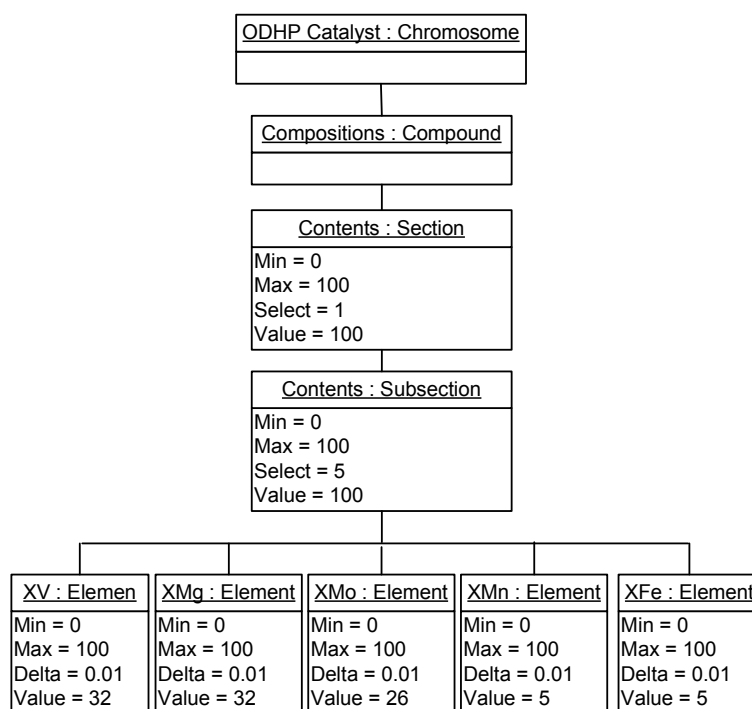 ODHP Catalyst : Chromosome
Compositions : Compound
Contents : Section
Min = 0
Max = 100
Select = 1
Value = 100
Contents : Subsection
Min = 0
Max = 100
Select = 5
Value = 100
XV : Elemen
Min = 0
Max = 100
Delta = 0.01
Value = 32
XMg : Element
Min = 0
Max = 100
Delta = 0.01
Value = 32
XMo : Element
Min = 0
Max = 100
Delta = 0.01
Value = 26
XMn : Element
Min = 0
Max = 100
Delta = 0.01
Value = 5
XFe : Element
Min = 0
Max = 100
Delta = 0.01
Value = 5